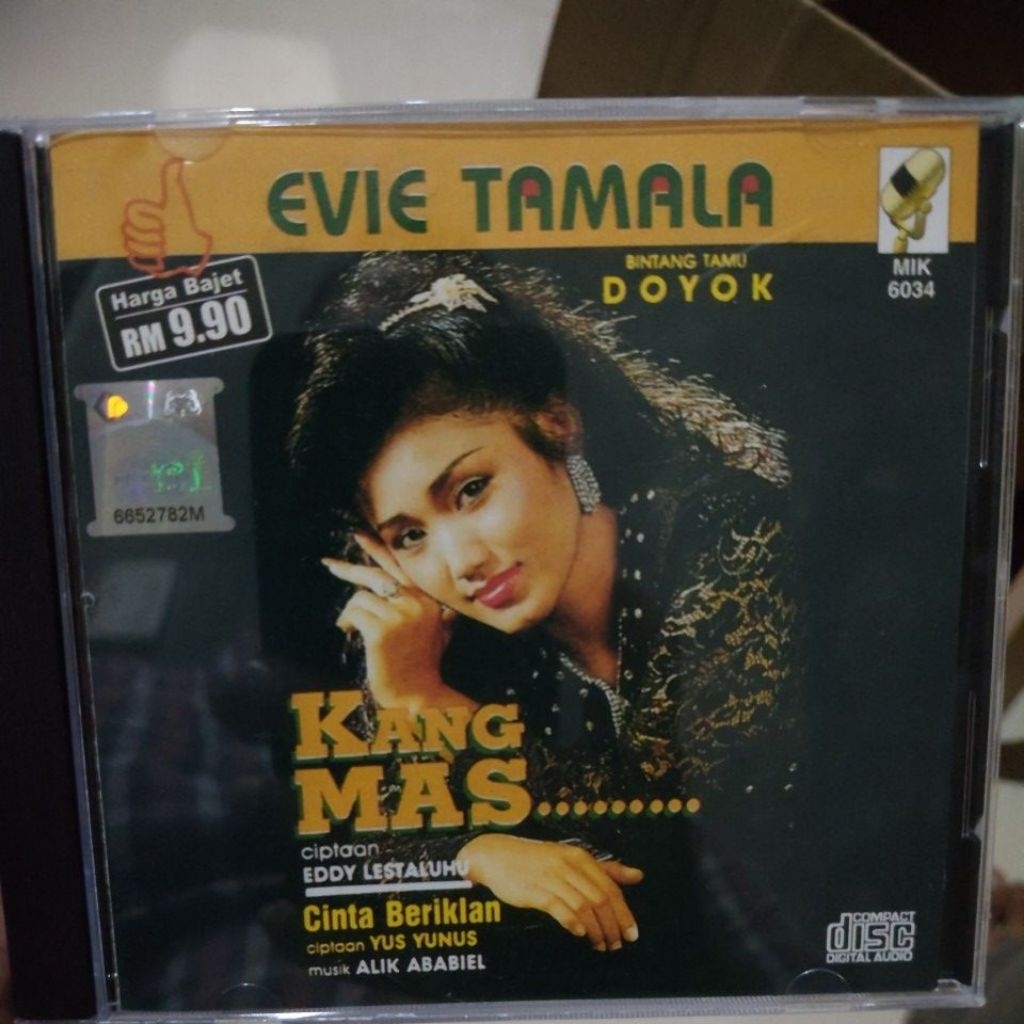 EVIE TAMALA
BINTANG TAMU
DOYOK
MIK
6034
Harga Bajet
RM 9.90
6652782M
KANG
MAS.........
ciptaan
EDDY LESTALUHU
Cinta Beriklan
ciptaan YUS YUNUS
musik ALIK ABABIEL
COMPACT
disc
DIGITAL AUDIO